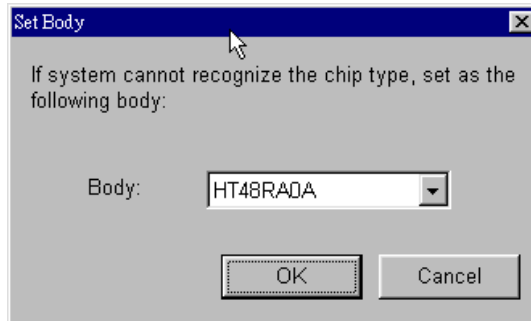 Set Body
If system cannot recognize the chip type, set as the
following body:
Body:
HT48RA0A
OK
Cancel